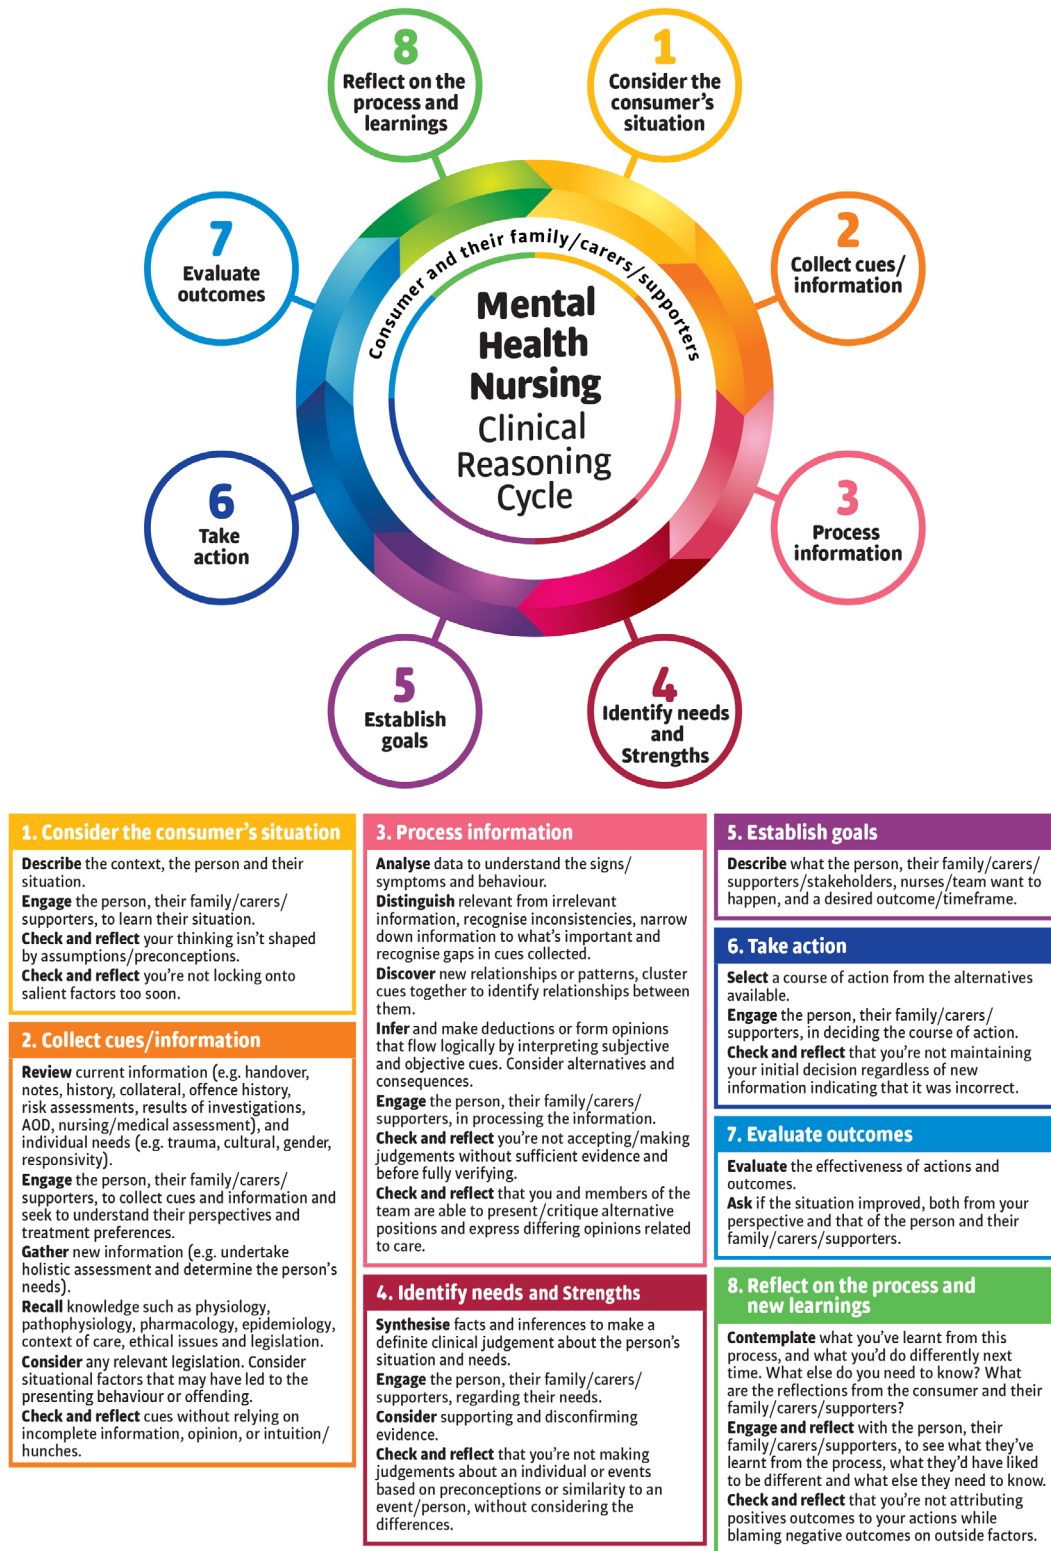 8
Reflect on the
process and
learnings
1
Consider the
consumer's
situation
7
Evaluate
outcomes
2
Collect cues/
information
Consumer and their family/carers/supporters
Mental
Health
Nursing
Clinical
Reasoning
Cycle
6
Take
action
3
Process
information
5
Establish
goals
4
Identify needs
and
Strengths
1. Consider the consumer's situation
Describe the context, the person and their
situation.
Engage the person, their family/carers/
supporters, to learn their situation.
Check and reflect your thinking isn't shaped
by assumptions/preconceptions.
Check and reflect you're not locking onto
salient factors too soon.
2. Collect cues/information
Review current information (e.g. handover,
notes, history, collateral, offence history,
risk assessments, results of investigations,
AOD, nursing/medical assessment), and
individual needs (e.g. trauma, cultural, gender,
responsivity).
Engage the person, their family/carers/
supporters, to collect cues and information and
seek to understand their perspectives and
treatment preferences.
Gather new information (e.g. undertake
holistic assessment and determine the person's
needs).
Recall knowledge such as physiology,
pathophysiology, pharmacology, epidemiology,
context of care, ethical issues and legislation.
Consider any relevant legislation. Consider
situational factors that may have led to the
presenting behaviour or offending.
Check and reflect cues without relying on
incomplete information, opinion, or intuition/
hunches.
3. Process information
Analyse data to understand the signs/
symptoms and behaviour.
Distinguish relevant from irrelevant
information, recognise inconsistencies, narrow
down information to what's important and
recognise gaps in cues collected.
Discover new relationships or patterns, cluster
cues together to identify relationships between
them.
Infer and make deductions or form opinions
that flow logically by interpreting subjective
and objective cues. Consider alternatives and
consequences.
Engage the person, their family/carers/
supporters, in processing the information.
Check and reflect you're not accepting/making
judgements without sufficient evidence and
before fully verifying.
Check and reflect that you and members of the
team are able to present/critique alternative
positions and express differing opinions related
to care.
4. Identify needs and Strengths
Synthesise facts and inferences to make a
definite clinical judgement about the person's
situation and needs.
Engage the person, their family/carers/
supporters, regarding their needs.
Consider supporting and disconfirming
evidence.
Check and reflect that you're not making
judgements about an individual or events
based on preconceptions or similarity to an
event/person, without considering the
differences.
5. Establish goals
Describe what the person, their family/carers/
supporters/stakeholders, nurses/team want to
happen, and a desired outcome/timeframe.
6. Take action
Select a course of action from the alternatives
available.
Engage the person, their family/carers/
supporters, in deciding the course of action.
Check and reflect that you're not maintaining
your initial decision regardless of new
information indicating that it was incorrect.
7. Evaluate outcomes
Evaluate the effectiveness of actions and
outcomes.
Ask if the situation improved, both from your
perspective and that of the person and their
family/carers/supporters.
8. Reflect on the process and
new learnings
Contemplate what you've learnt from this
process, and what you'd do differently next
time. What else do you need to know? What
are the reflections from the consumer and their
family/carers/supporters?
Engage and reflect with the person, their
family/carers/supporters, to see what they've
learnt from the process, what they'd have liked
to be different and what else they need to know.
Check and reflect that you're not attributing
positives outcomes to your actions while
blaming negative outcomes on outside factors.